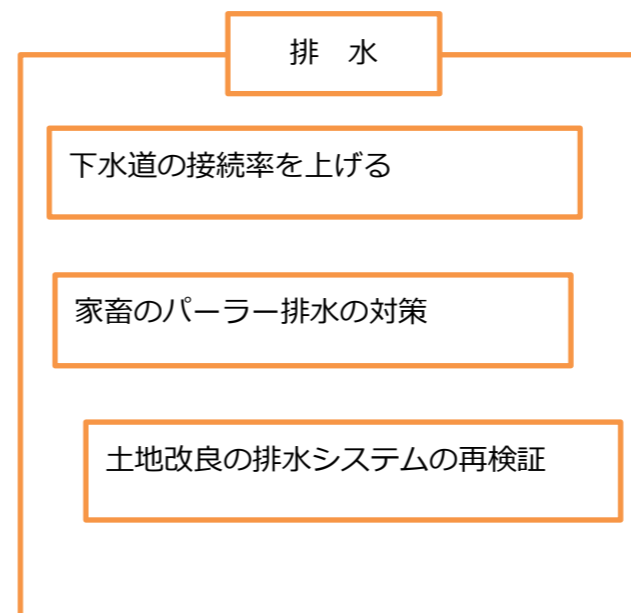 排　水
下水道の接続率を上げる
家畜のパーラー排水の対策
土地改良の排水システムの再検証